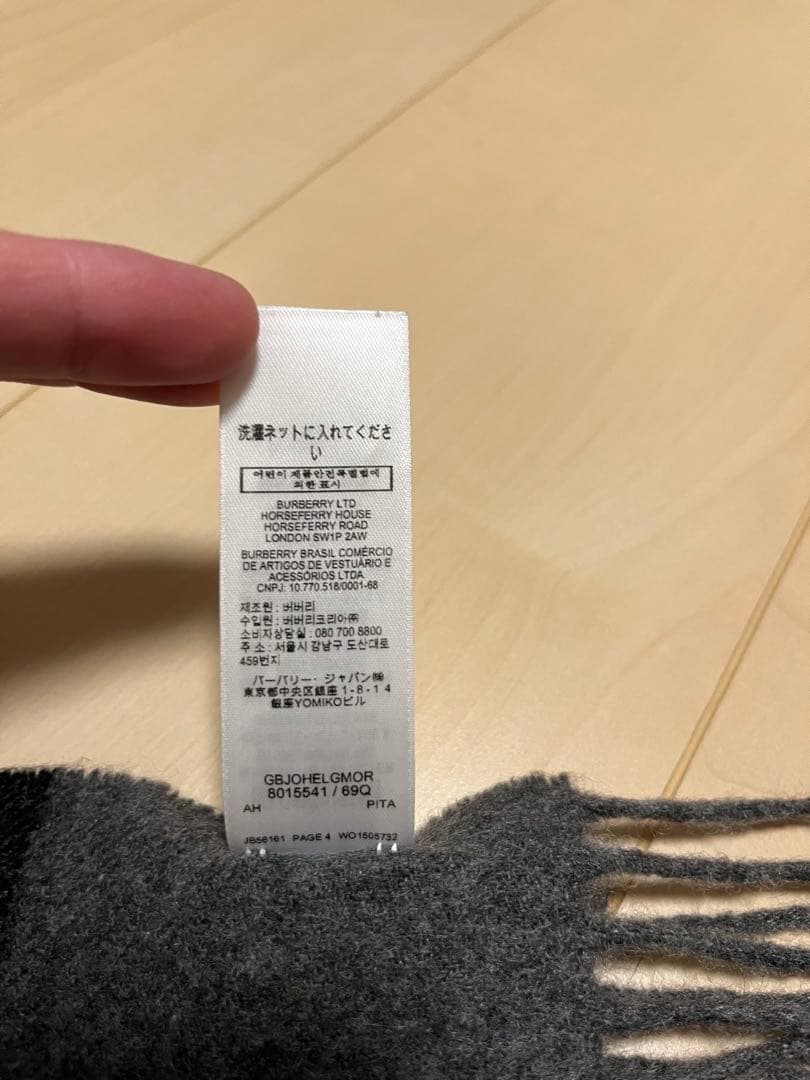 洗濯ネットに入れてくださ
い
어린이 제품안전특별법에
의한 표시
BURBERRY LTD
HORSEFERRY HOUSE
HORSEFERRY ROAD
LONDON SW1P 2AW
BURBERRY BRASIL COMÉRCIO
DE ARTIGOS DE VESTUÁRIO E
ACESSÓRIOS LTDA
CNPJ: 10.770.518/0001-68
제조원 : 버버리
수입원 : 버버리코리아㈜
소비자상담실 : 080 700 8800
주 소 : 서울시 강남구 도산대로
459번지
バーバリー・ジャパン㈱
東京都中央区銀座1-8-14
銀座YOMIKOビル
GBJOHELGMOR
8015541 / 69Q
AH PITA
JB56161 PAGE 4 WO1505732